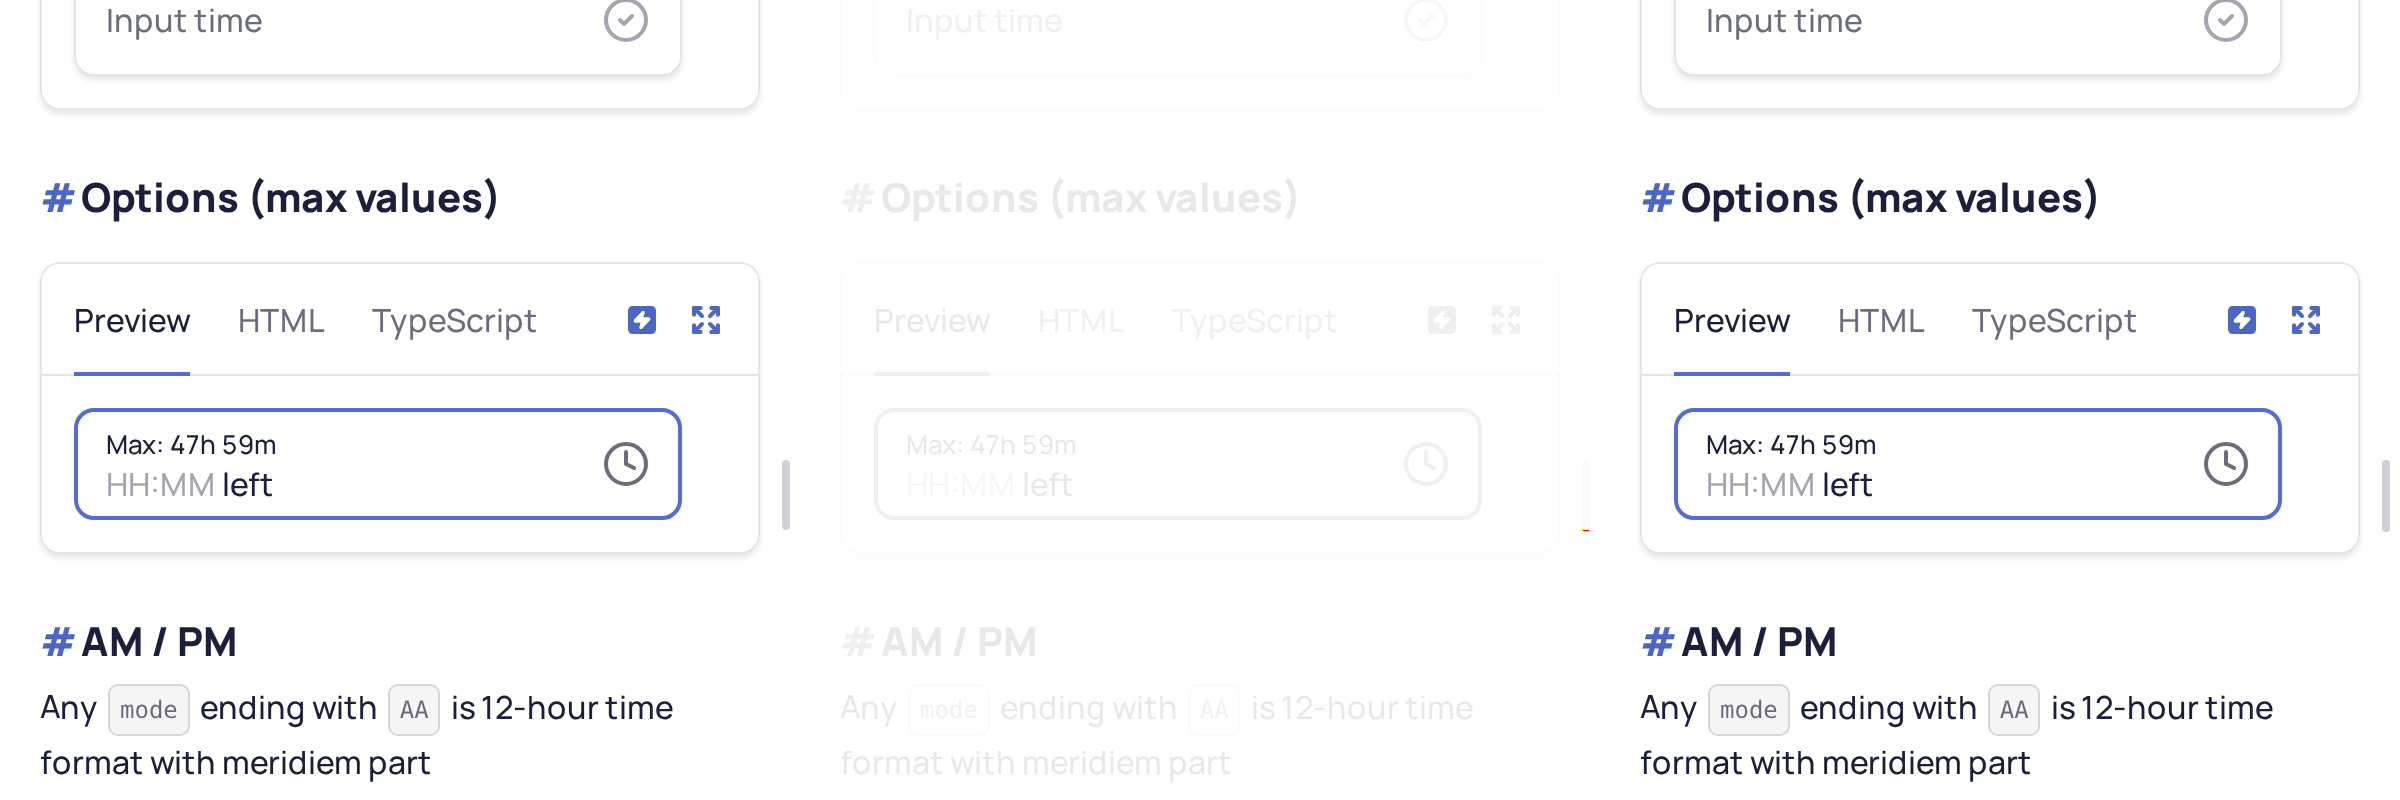 Input time
# Options (max values)
Preview HTML TypeScript
Max: 47h 59m
HH:MM left
# AM / PM
Any mode ending with AA is 12-hour time
format with meridiem part
Input time
# Options (max values)
Preview HTML TypeScript
Max: 47h 59m
HH:MM left
# AM / PM
Any mode ending with AA is 12-hour time
format with meridiem part
Input time
# Options (max values)
Preview HTML TypeScript
Max: 47h 59m
HH:MM left
# AM / PM
Any mode ending with AA is 12-hour time
format with meridiem part